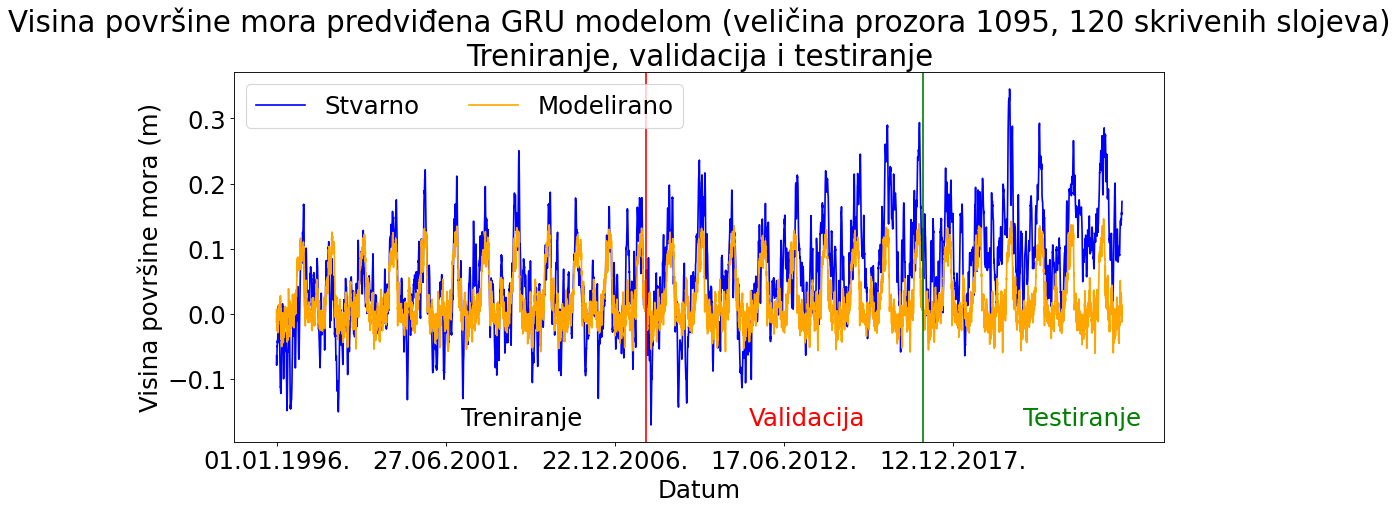 Visina površine mora predviđena GRU modelom (veličina prozora 1095, 120 skrivenih slojeva)
Treniranje, validacija i testiranje
Stvarno
Modelirano
Visina površine mora (m)
0.3
0.2
0.1
0.0
−0.1
Treniranje
Validacija
Testiranje
01.01.1996.
27.06.2001.
22.12.2006.
17.06.2012.
12.12.2017.
Datum